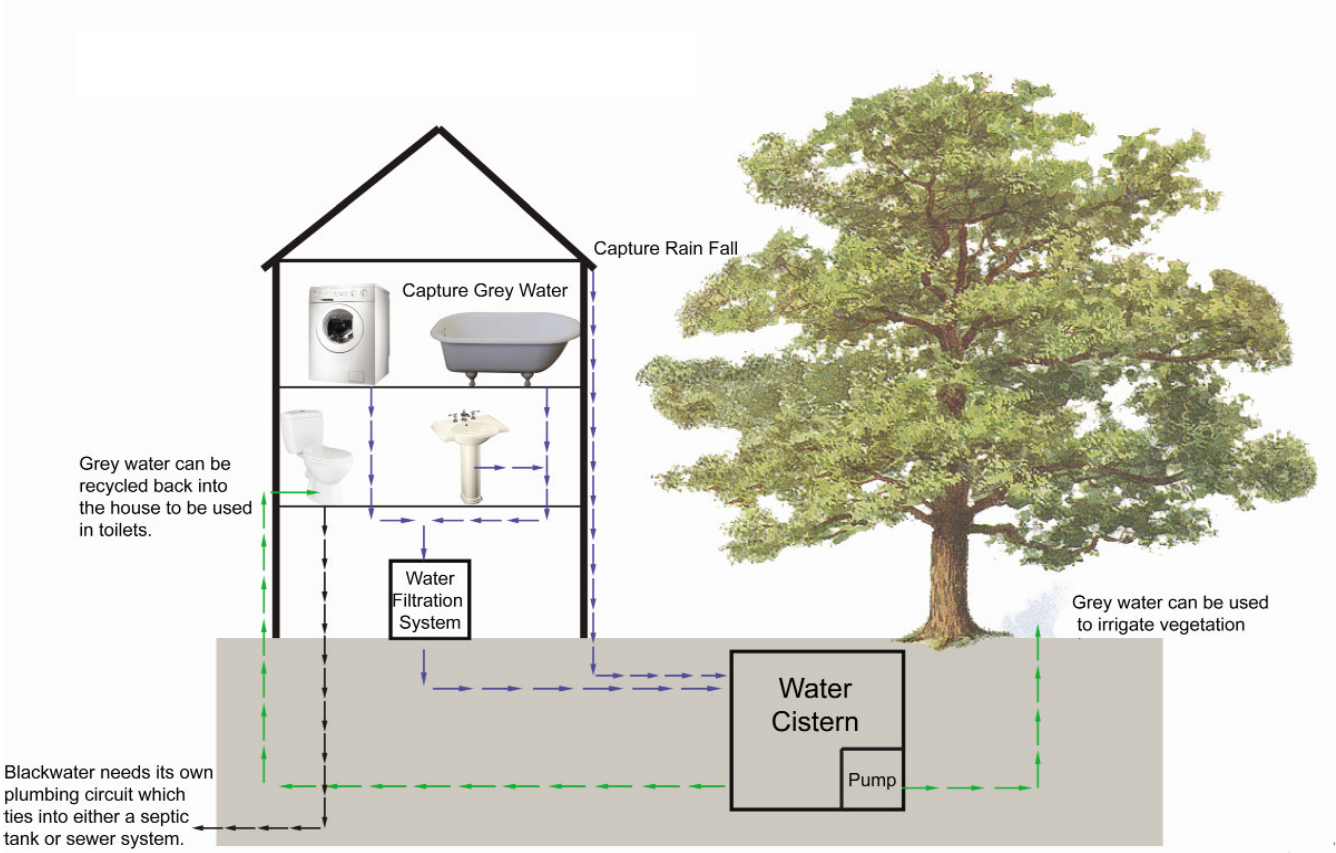 Capture Rain Fall
Capture Grey Water
Grey water can be
recycled back into
the house to be used
in toilets.
Water
Filtration
System
Grey water can be used
to irrigate vegetation
Water
Cistern
Pump
Blackwater needs its own
plumbing circuit which
ties into either a septic
tank or sewer system.